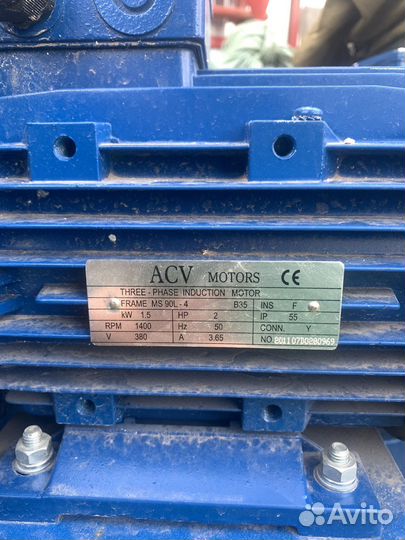 ACV MOTORS CE
THREE - PHASE INDUCTION MOTOR
FRAME MS 90L - 4 B35 INS F
kW 1.5 HP 2 IP 55
RPM 1400 Hz 50 CONN. Y
V 380 A 3.65 NO. 801107D0280969
Avito